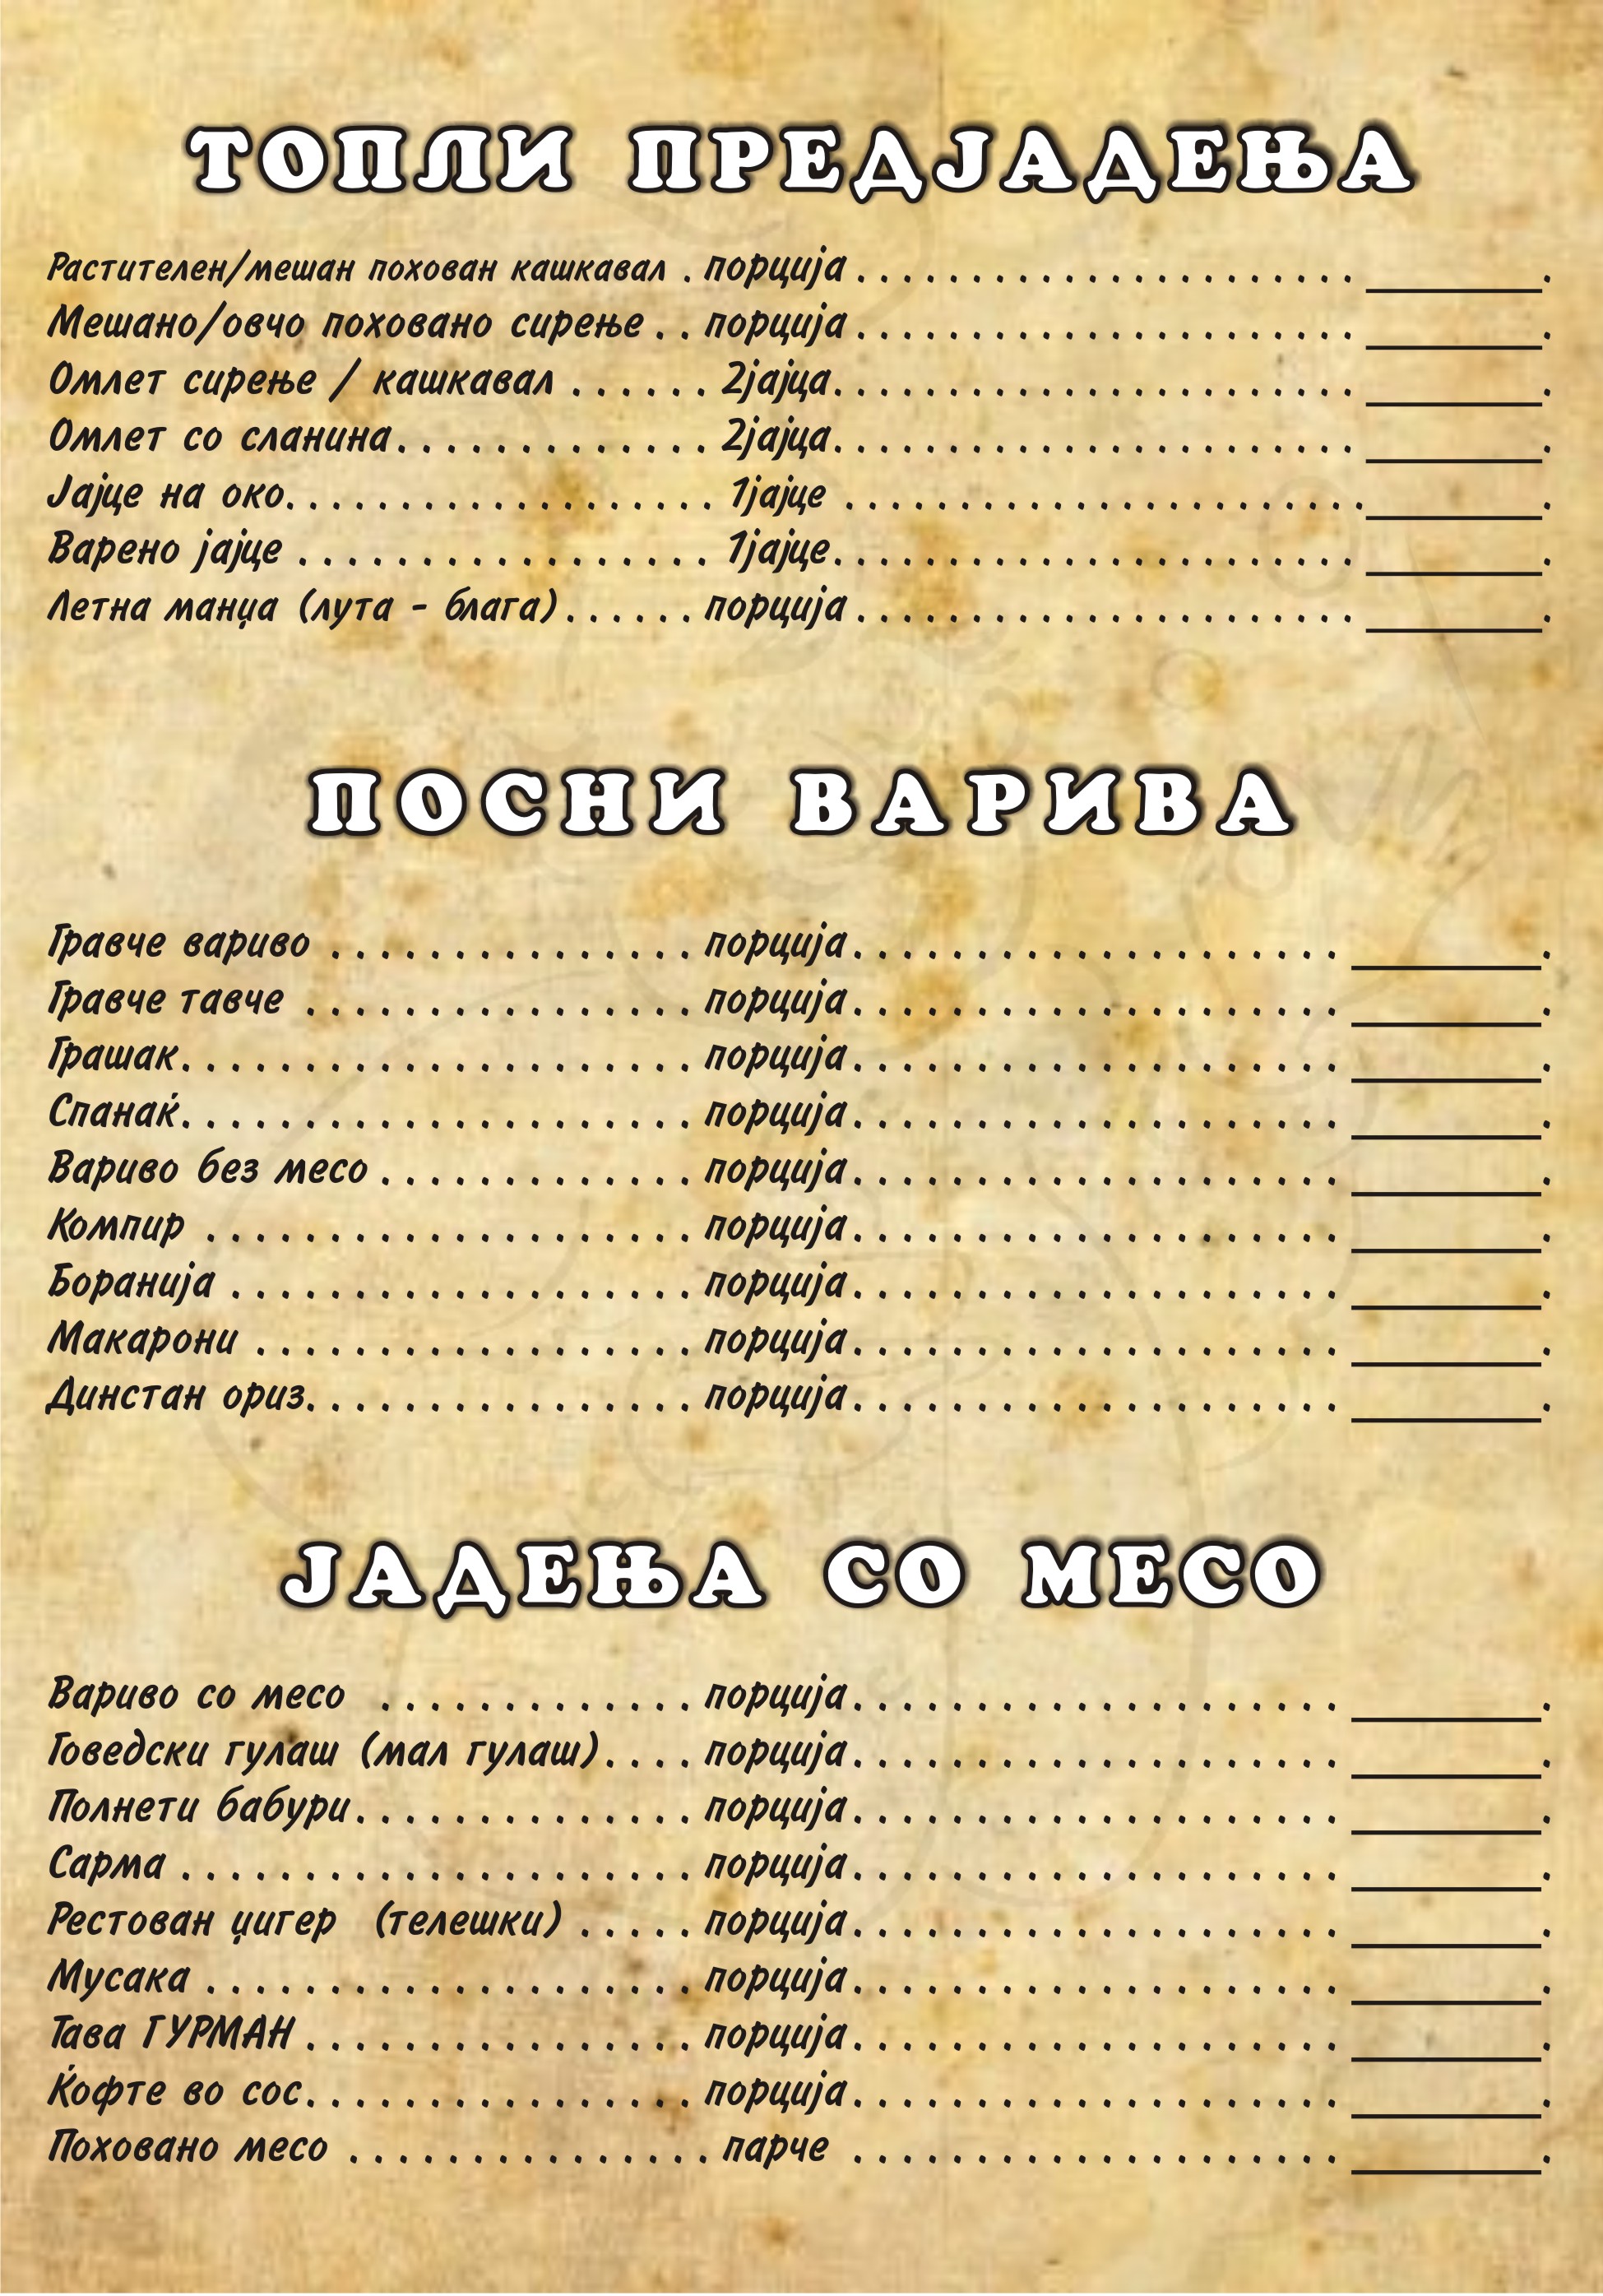 ТОПЛИ ПРЕДЈАДЕЊА
Растителен/мешан похован кашкавал . порција . . . . . . . . . . . . . . . . . . . . . ________.
Мешано/овчо поховано сирење . . порција . . . . . . . . . . . . . . . . . . . . . ________.
Омлет сирење / кашкавал . . . . . . 2јајца. . . . . . . . . . . . . . . . . . . . . . ________.
Омлет со сланина. . . . . . . . . . . . . 2јајца. . . . . . . . . . . . . . . . . . . . . . ________.
Јајце на око. . . . . . . . . . . . . . . . . . 1јајце . . . . . . . . . . . . . . . . . . . . . .________.
Варено јајце . . . . . . . . . . . . . . . . . 1јајце. . . . . . . . . . . . . . . . . . . . . . ________.
Летна манџа (лута - блага) . . . . . . порција . . . . . . . . . . . . . . . . . . . . . ________.
ПОСНИ ВАРИВА
Гравче вариво . . . . . . . . . . . . . . . порција. . . . . . . . . . . . . . . . . . . . ________.
Гравче тавче . . . . . . . . . . . . . . . . порција. . . . . . . . . . . . . . . . . . . . ________.
Грашак. . . . . . . . . . . . . . . . . . . . . порција. . . . . . . . . . . . . . . . . . . . ________.
Спанаќ. . . . . . . . . . . . . . . . . . . . . порција. . . . . . . . . . . . . . . . . . . . ________.
Вариво без месо . . . . . . . . . . . . . порција. . . . . . . . . . . . . . . . . . . . ________.
Компир . . . . . . . . . . . . . . . . . . . . порција. . . . . . . . . . . . . . . . . . . . ________.
Боранија . . . . . . . . . . . . . . . . . . . порција. . . . . . . . . . . . . . . . . . . . ________.
Макарони . . . . . . . . . . . . . . . . . . порција. . . . . . . . . . . . . . . . . . . . ________.
Динстан ориз. . . . . . . . . . . . . . . . порција. . . . . . . . . . . . . . . . . . . . ________.
ЈАДЕЊА СО МЕСО
Вариво со месо . . . . . . . . . . . . . порција. . . . . . . . . . . . . . . . . . . . ________.
Говедски гулаш (мал гулаш). . . . порција. . . . . . . . . . . . . . . . . . . . ________.
Полнети бабури. . . . . . . . . . . . . . порција. . . . . . . . . . . . . . . . . . . . ________.
Сарма . . . . . . . . . . . . . . . . . . . . . порција. . . . . . . . . . . . . . . . . . . . ________.
Рестован џигер (телешки) . . . . . порција. . . . . . . . . . . . . . . . . . . . ________.
Мусака . . . . . . . . . . . . . . . . . . . . порција. . . . . . . . . . . . . . . . . . . . ________.
Тава ГУРМАН . . . . . . . . . . . . . . . . порција. . . . . . . . . . . . . . . . . . . . ________.
Ќофте во сос. . . . . . . . . . . . . . . . порција. . . . . . . . . . . . . . . . . . . . ________.
Поховано месо . . . . . . . . . . . . . . . парче . . . . . . . . . . . . . . . . . . . . ________.